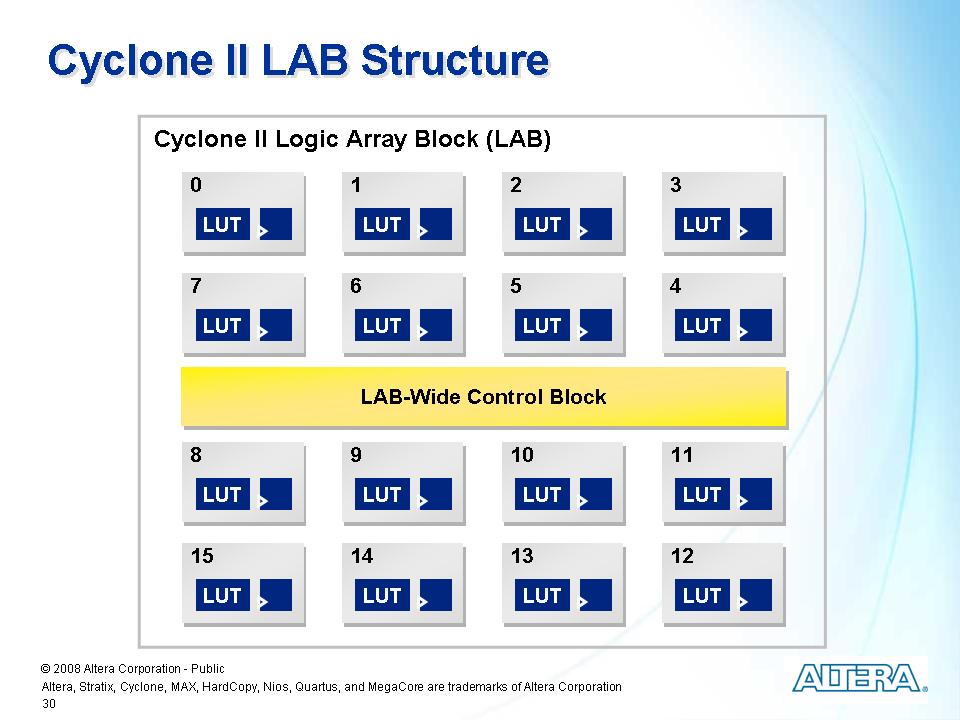 Cyclone II LAB Structure
Cyclone II Logic Array Block (LAB)
0 1 2 3
LUT LUT LUT LUT
7 6 5 4
LUT LUT LUT LUT
LAB-Wide Control Block
8 9 10 11
LUT LUT LUT LUT
15 14 13 12
LUT LUT LUT LUT
© 2008 Altera Corporation - Public
Altera, Stratix, Cyclone, MAX, HardCopy, Nios, Quartus, and MegaCore are trademarks of Altera Corporation
30
ALTERA®